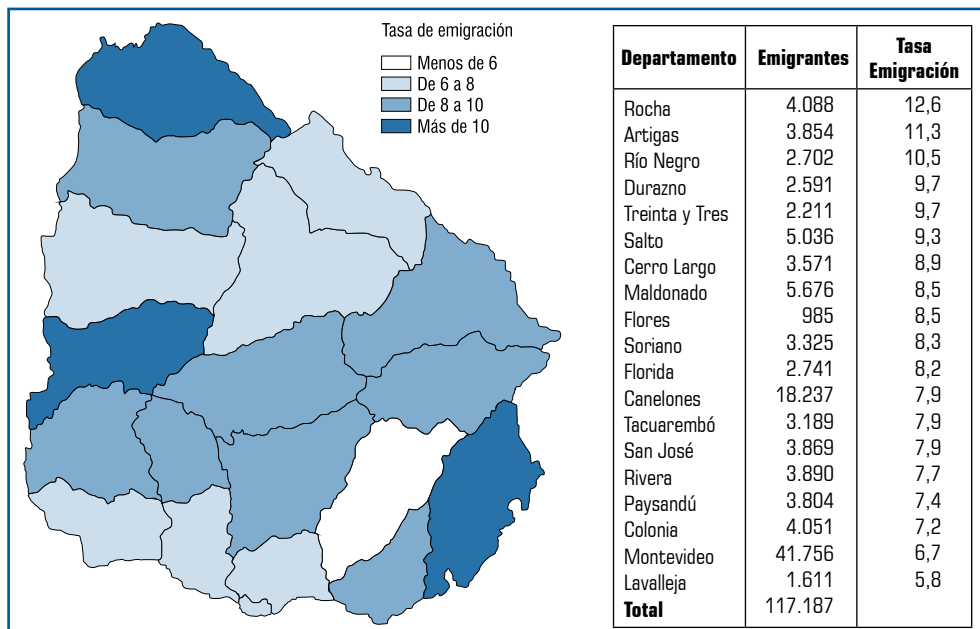 Tasa de emigración
Menos de 6
De 6 a 8
De 8 a 10
Más de 10
Departamento Emigrantes Tasa Emigración
Rocha 4.088 12,6
Artigas 3.854 11,3
Río Negro 2.702 10,5
Durazno 2.591 9,7
Treinta y Tres 2.211 9,7
Salto 5.036 9,3
Cerro Largo 3.571 8,9
Maldonado 5.676 8,5
Flores 985 8,5
Soriano 3.325 8,3
Florida 2.741 8,2
Canelones 18.237 7,9
Tacuarembó 3.189 7,9
San José 3.869 7,9
Rivera 3.890 7,7
Paysandú 3.804 7,4
Colonia 4.051 7,2
Montevideo 41.756 6,7
Lavalleja 1.611 5,8
Total 117.187